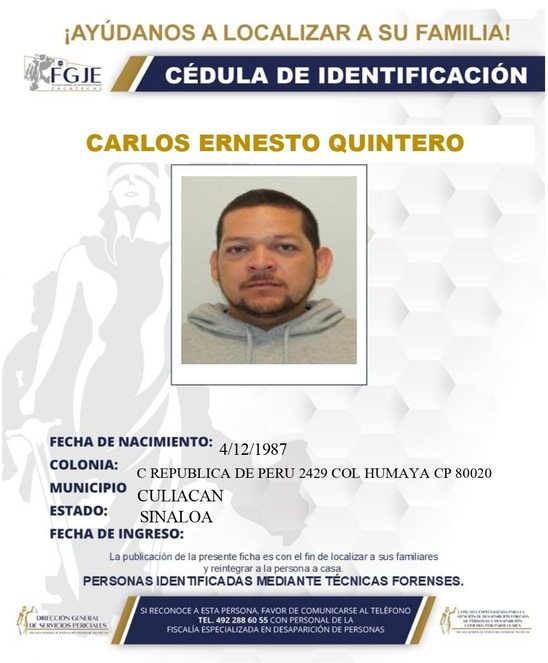 ¡AYÚDANOS A LOCALIZAR A SU FAMILIA!
FGJE
ZACATECAS
CÉDULA DE IDENTIFICACIÓN
CARLOS ERNESTO QUINTERO
FECHA DE NACIMIENTO: 4/12/1987
COLONIA: C REPUBLICA DE PERU 2429 COL HUMAYA CP 80020
MUNICIPIO CULIACAN
ESTADO: SINALOA
FECHA DE INGRESO:
La publicación de la presente ficha es con el fin de localizar a sus familiares
y reintegrar a la persona a casa.
PERSONAS IDENTIFICADAS MEDIANTE TÉCNICAS FORENSES.
DIRECCIÓN GENERAL
DE SERVICIOS PERICIALES
SI RECONOCE A ESTA PERSONA, FAVOR DE COMUNICARSE AL TELÉFONO
TEL. 492 288 60 55 CON PERSONAL DE LA
FISCALÍA ESPECIALIZADA EN DESAPARICIÓN DE PERSONAS